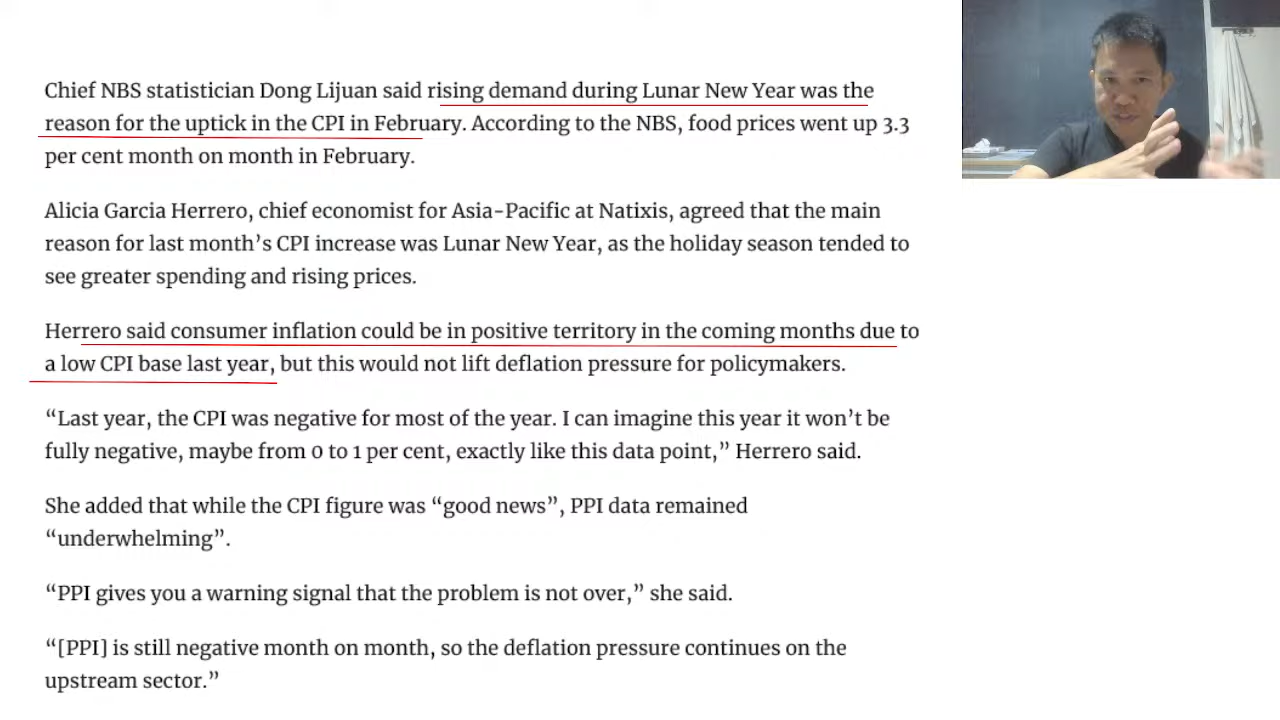 Chief NBS statistician Dong Lijuan said rising demand during Lunar New Year was the
reason for the uptick in the CPI in February. According to the NBS, food prices went up 3.3
per cent month on month in February.
Alicia Garcia Herrero, chief economist for Asia-Pacific at Natixis, agreed that the main
reason for last month’s CPI increase was Lunar New Year, as the holiday season tended to
see greater spending and rising prices.
Herrero said consumer inflation could be in positive territory in the coming months due to
a low CPI base last year, but this would not lift deflation pressure for policymakers.
“Last year, the CPI was negative for most of the year. I can imagine this year it won’t be
fully negative, maybe from 0 to 1 per cent, exactly like this data point,” Herrero said.
She added that while the CPI figure was “good news”, PPI data remained
“underwhelming”.
“PPI gives you a warning signal that the problem is not over,” she said.
“[PPI] is still negative month on month, so the deflation pressure continues on the
upstream sector.”